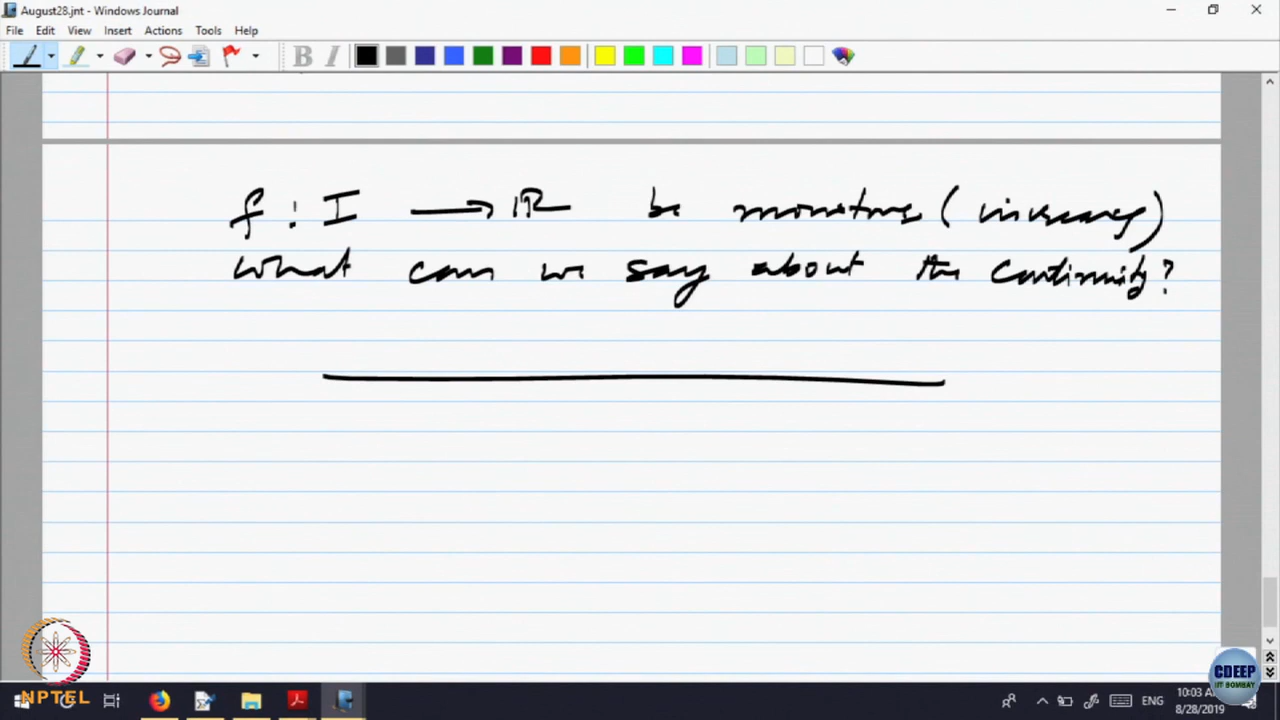 August28.jnt - Windows Journal
File Edit View Insert Actions Tools Help
B I
f : I → ℝ be monotone (increasing)
What can we say about the continuity?
NPTEL
CDEEP
IIT BOMBAY
ENG
10:03 A
8/28/2019